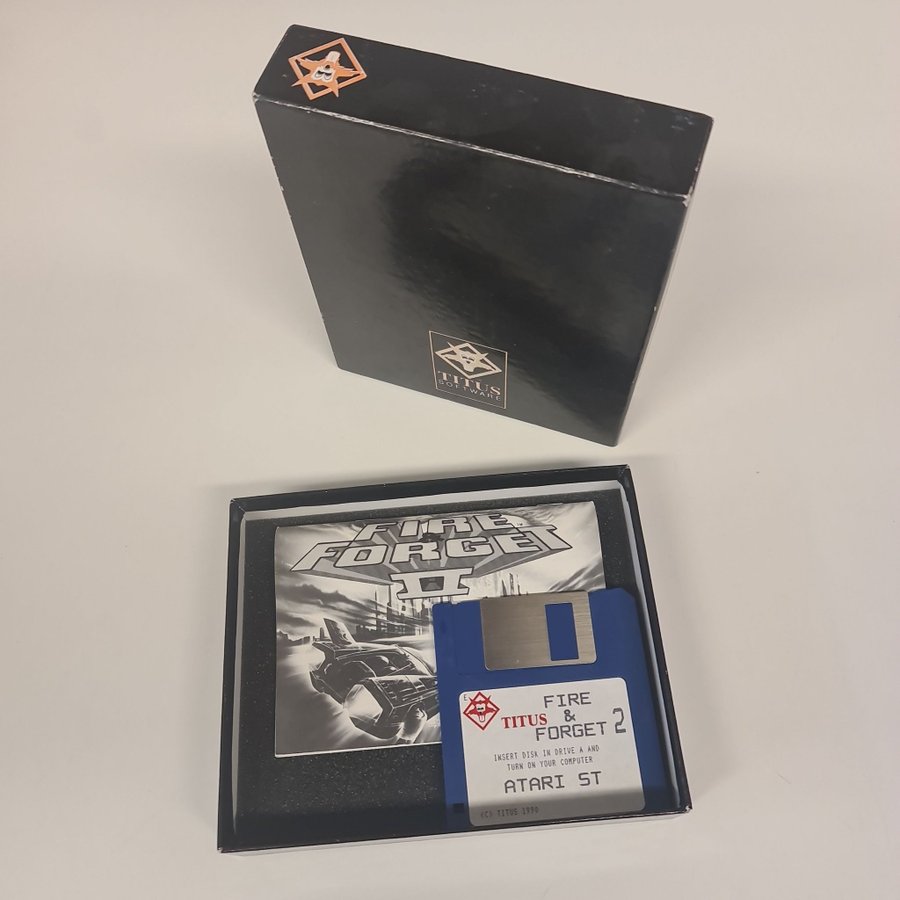 TITUS
SOFTWARE
FIRE
&
FORGET
II
E
TITUS
FIRE
&
FORGET 2
INSERT DISK IN DRIVE A AND
TURN ON YOUR COMPUTER
ATARI ST
(C) TITUS 1990